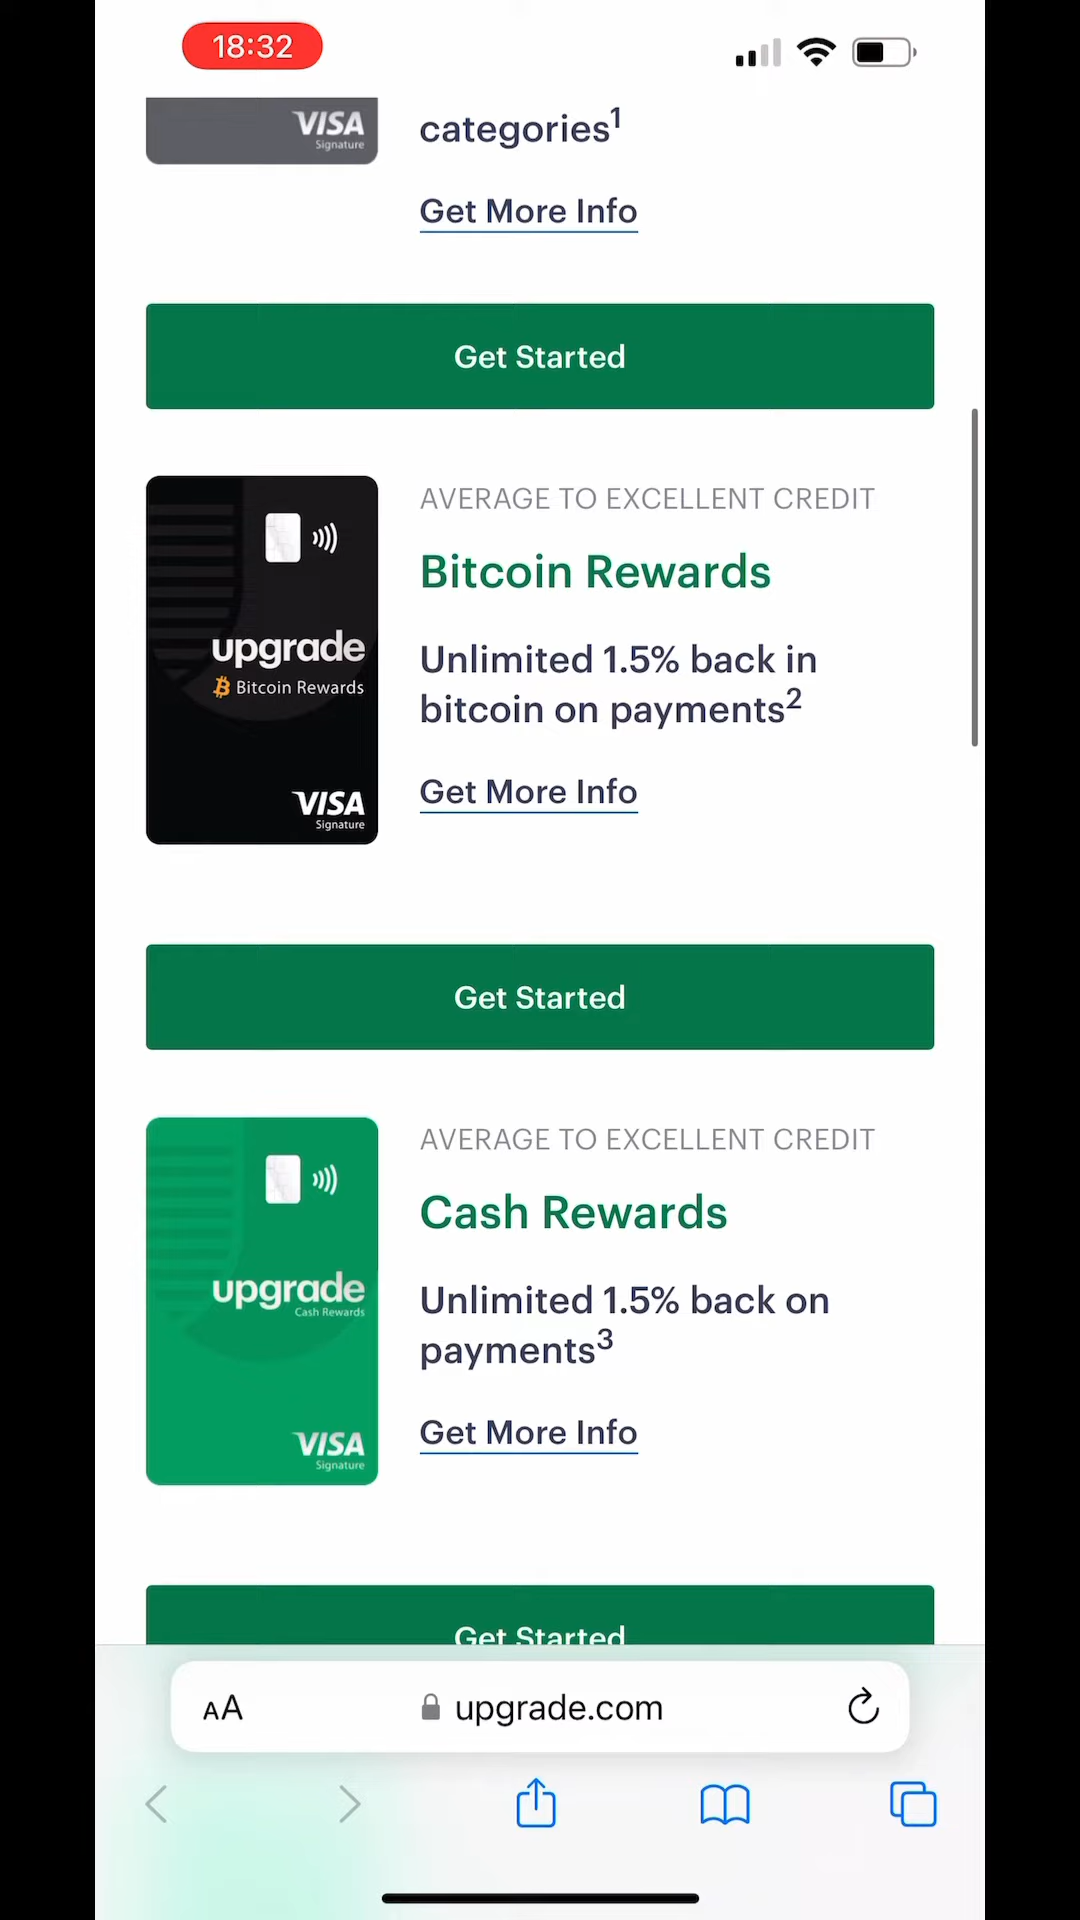 18:32
VISA
Signature
categories¹
Get More Info
Get Started
AVERAGE TO EXCELLENT CREDIT
Bitcoin Rewards
Unlimited 1.5% back in
bitcoin on payments²
Get More Info
upgrade
Bitcoin Rewards
VISA
Signature
Get Started
AVERAGE TO EXCELLENT CREDIT
Cash Rewards
Unlimited 1.5% back on
payments³
Get More Info
upgrade
Cash Rewards
VISA
Signature
Get Started
AA
upgrade.com